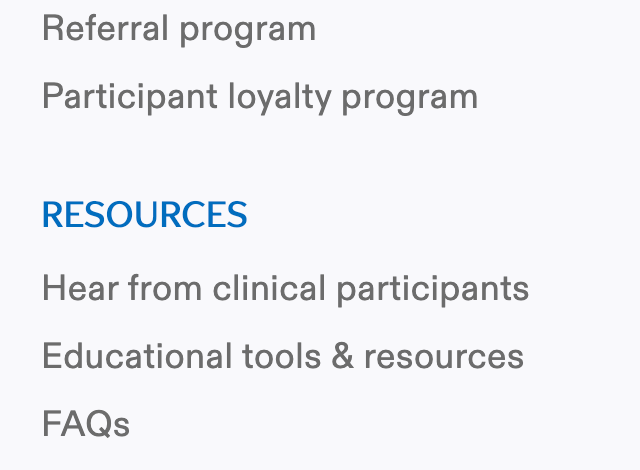 Referral program
Participant loyalty program
RESOURCES
Hear from clinical participants
Educational tools & resources
FAQs